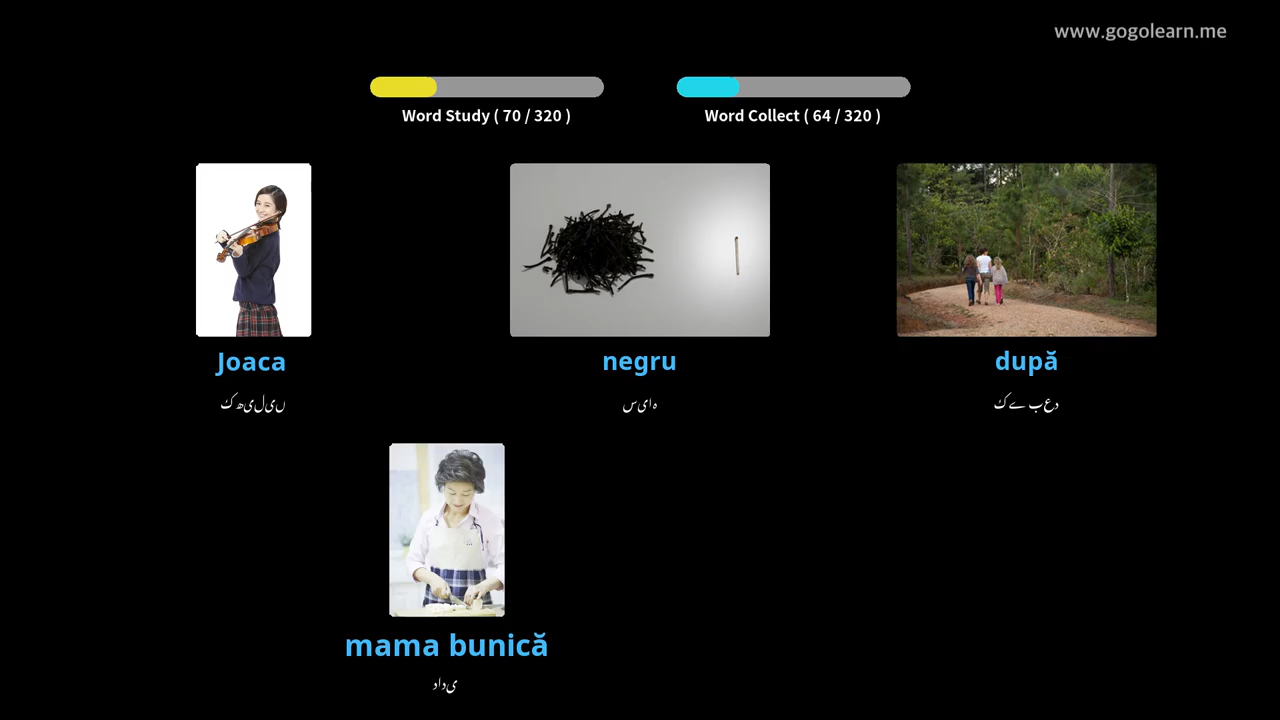 www.gogolearn.me
Word Study ( 70 / 320 )
Word Collect ( 64 / 320 )
Joaca
negru
după
کھیلیں
سیاہ
کے بعد
mama bunică
دادی